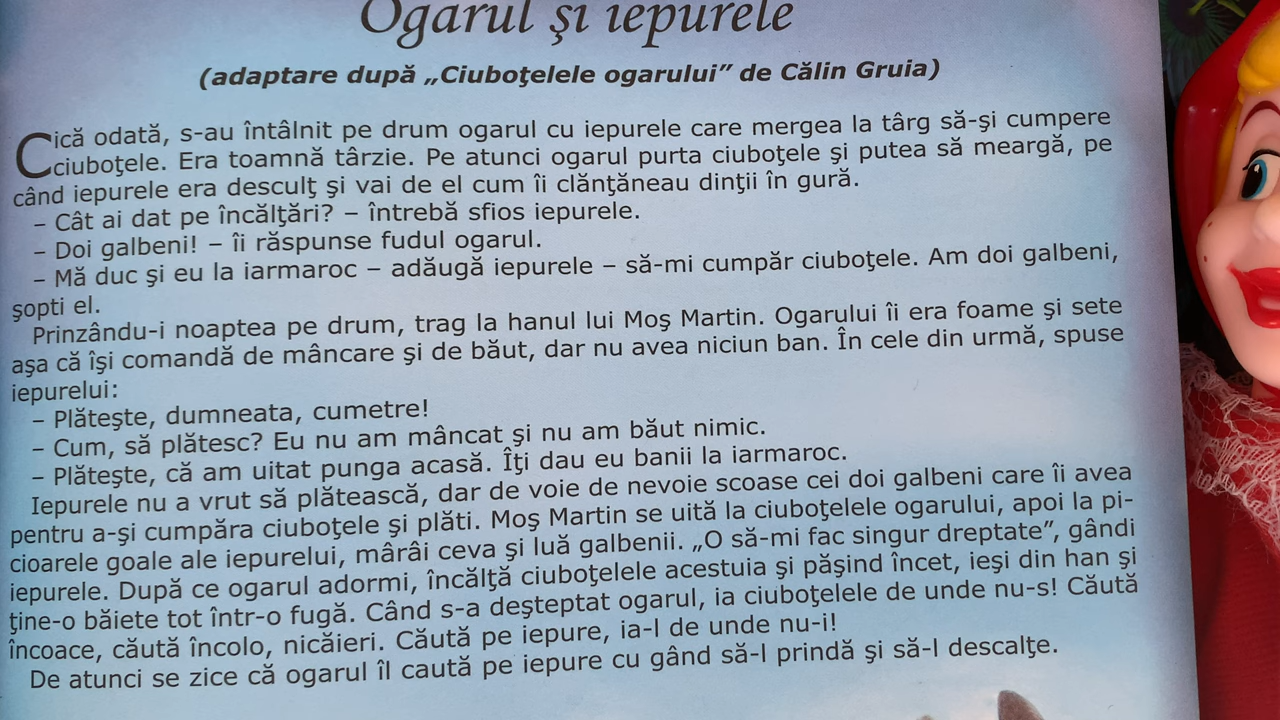 Ogarul şi iepurele
(adaptare după „Ciuboţelele ogarului” de Călin Gruia)
Cică odată, s-au întâlnit pe drum ogarul cu iepurele care mergea la târg să-şi cumpere
ciuboţele. Era toamnă târzie. Pe atunci ogarul purta ciuboţele şi putea să meargă, pe
când iepurele era desculţ şi vai de el cum îi clănţăneau dinţii în gură.
– Cât ai dat pe încălţări? – întrebă sfios iepurele.
– Doi galbeni! – îi răspunse fudul ogarul.
– Mă duc şi eu la iarmaroc – adăugă iepurele – să-mi cumpăr ciuboţele. Am doi galbeni,
şopti el.
Prinzându-i noaptea pe drum, trag la hanul lui Moş Martin. Ogarului îi era foame şi sete
aşa că îşi comandă de mâncare şi de băut, dar nu avea niciun ban. În cele din urmă, spuse
iepurelui:
– Plăteşte, dumneata, cumetre!
– Cum, să plătesc? Eu nu am mâncat şi nu am băut nimic.
– Plăteşte, că am uitat punga acasă. Îţi dau eu banii la iarmaroc.
Iepurele nu a vrut să plătească, dar de voie de nevoie scoase cei doi galbeni care îi avea
pentru a-şi cumpăra ciuboţele şi plăti. Moş Martin se uită la ciuboţelele ogarului, apoi la pi-
cioarele goale ale iepurelui, mârâi ceva şi luă galbenii. „O să-mi fac singur dreptate”, gândi
iepurele. După ce ogarul adormi, încălţă ciuboţelele acestuia şi păşind încet, ieşi din han şi
ţine-o băiete tot într-o fugă. Când s-a deşteptat ogarul, ia ciuboţelele de unde nu-s! Căută
încoace, căută încolo, nicăieri. Căută pe iepure, ia-l de unde nu-i!
De atunci se zice că ogarul îl caută pe iepure cu gând să-l prindă şi să-l descalţe.